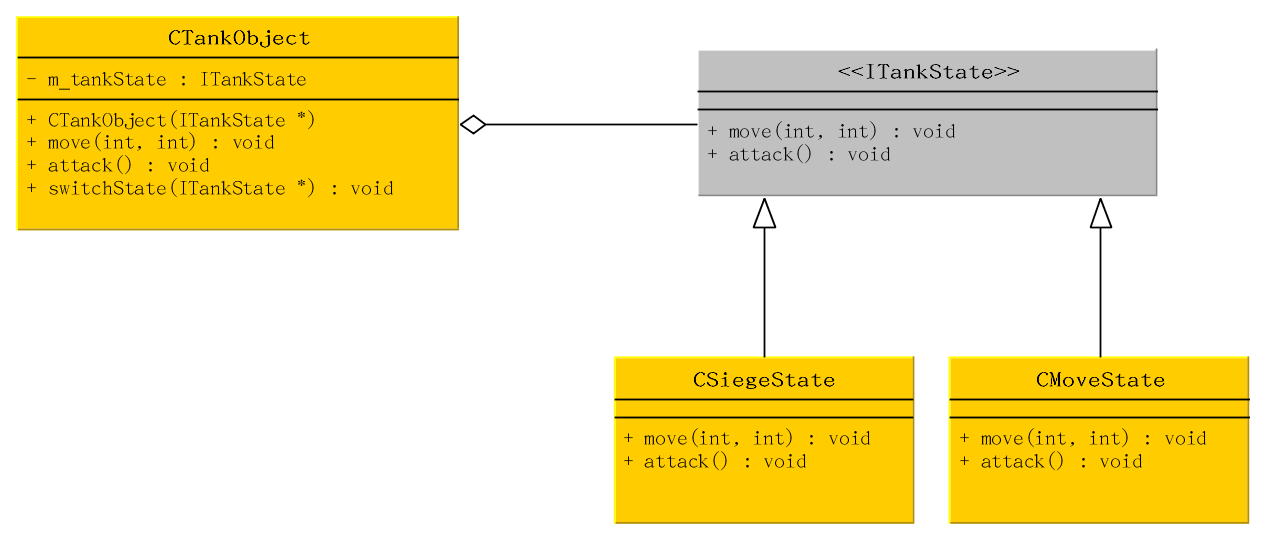 CTankObject
- m_tankState : ITankState
+ CTankObject(ITankState *)
+ move(int, int) : void
+ attack() : void
+ switchState(ITankState *) : void
<<ITankState>>
+ move(int, int) : void
+ attack() : void
CSiegeState
+ move(int, int) : void
+ attack() : void
CMoveState
+ move(int, int) : void
+ attack() : void